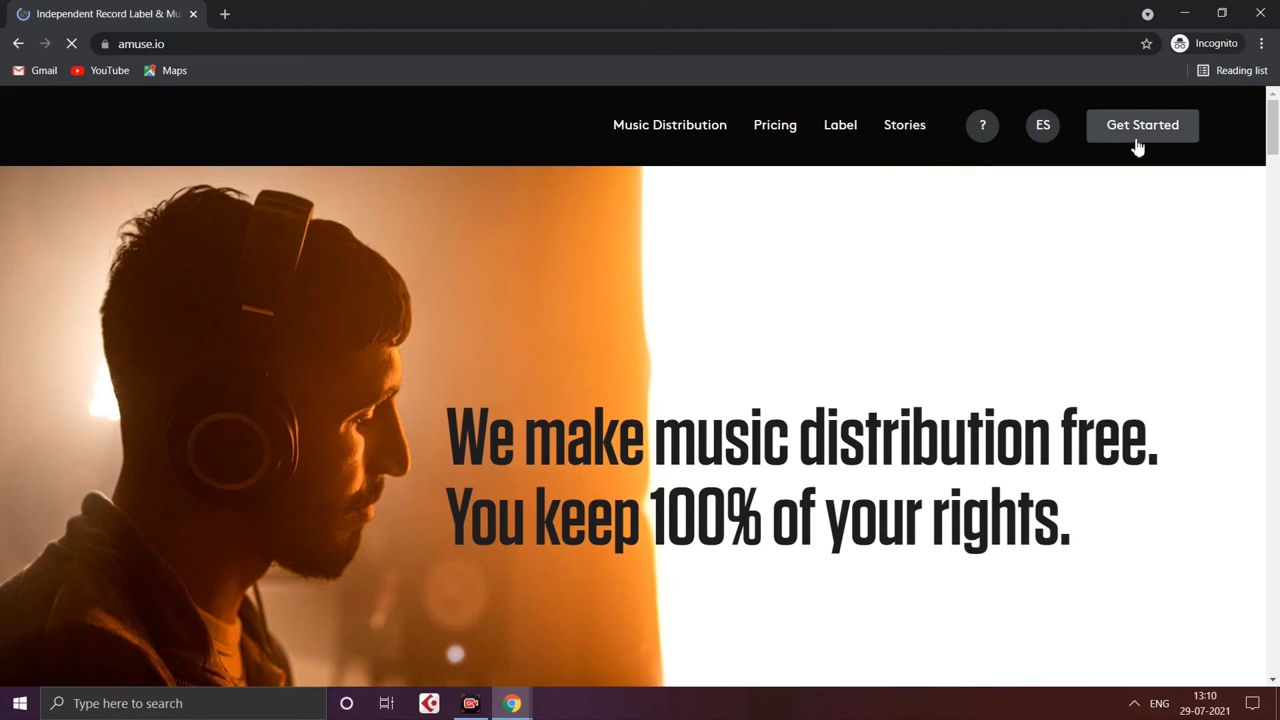 Independent Record Label & Mu
amuse.io
Incognito
Gmail
YouTube
Maps
Reading list
Music Distribution
Pricing
Label
Stories
?
ES
Get Started
We make music distribution free.
You keep 100% of your rights.
Type here to search
ENG
13:10
29-07-2021